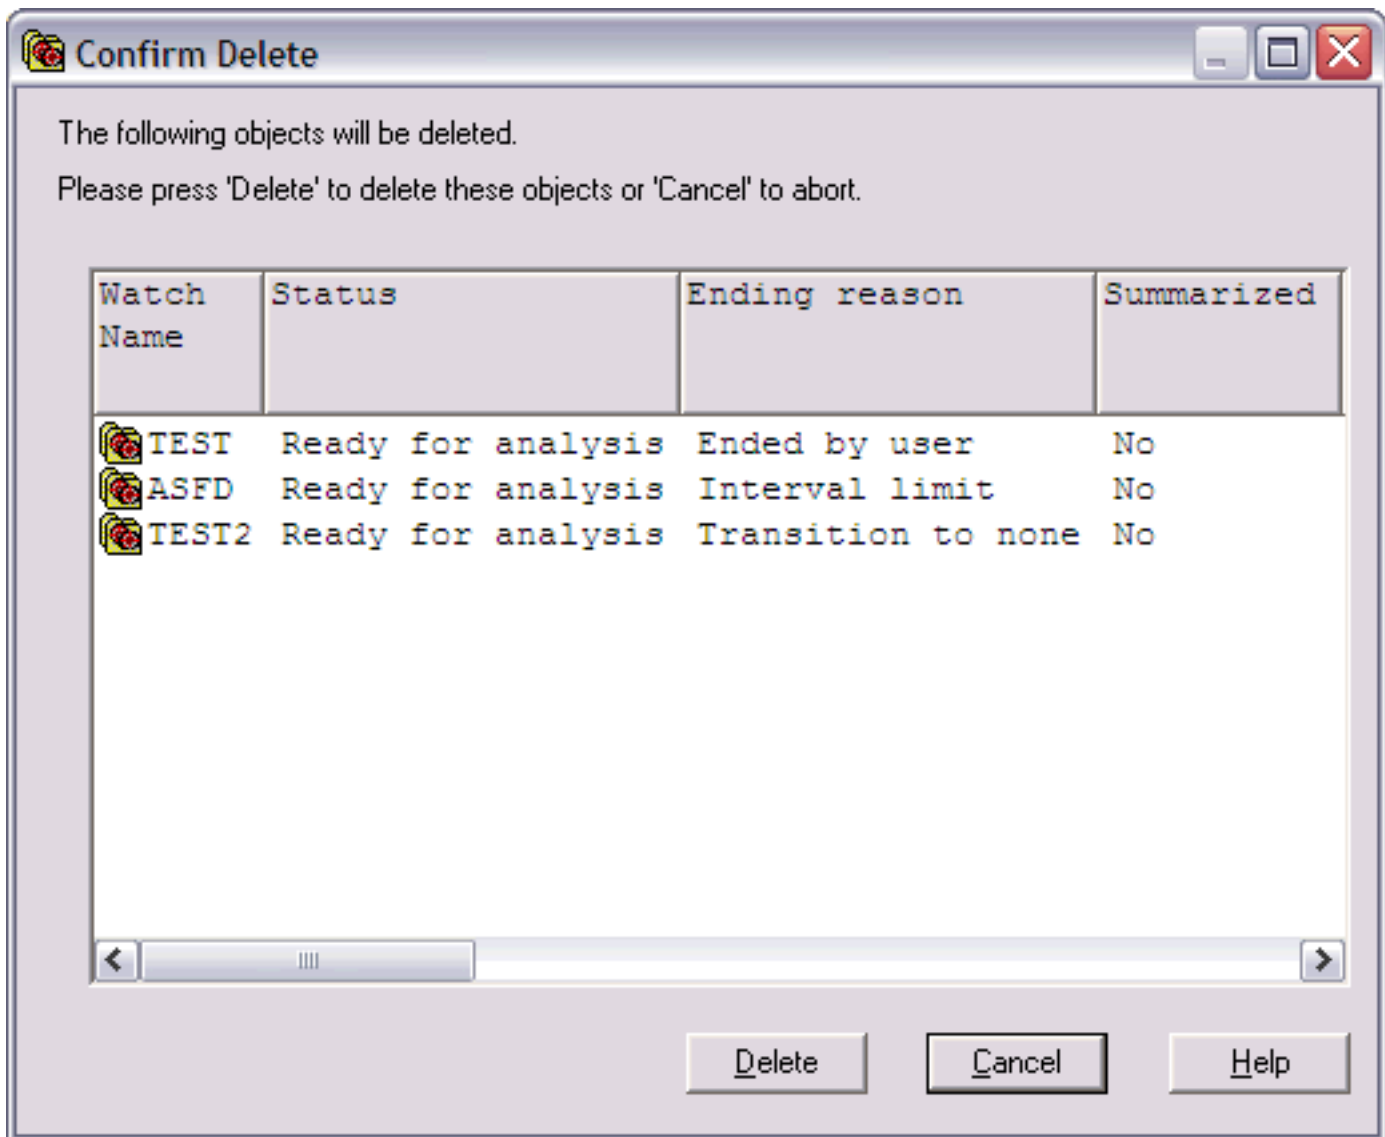 Confirm Delete
The following objects will be deleted.
Please press 'Delete' to delete these objects or 'Cancel' to abort.
Watch Name Status Ending reason Summarized
TEST Ready for analysis Ended by user No
ASFD Ready for analysis Interval limit No
TEST2 Ready for analysis Transition to none No
Delete Cancel Help